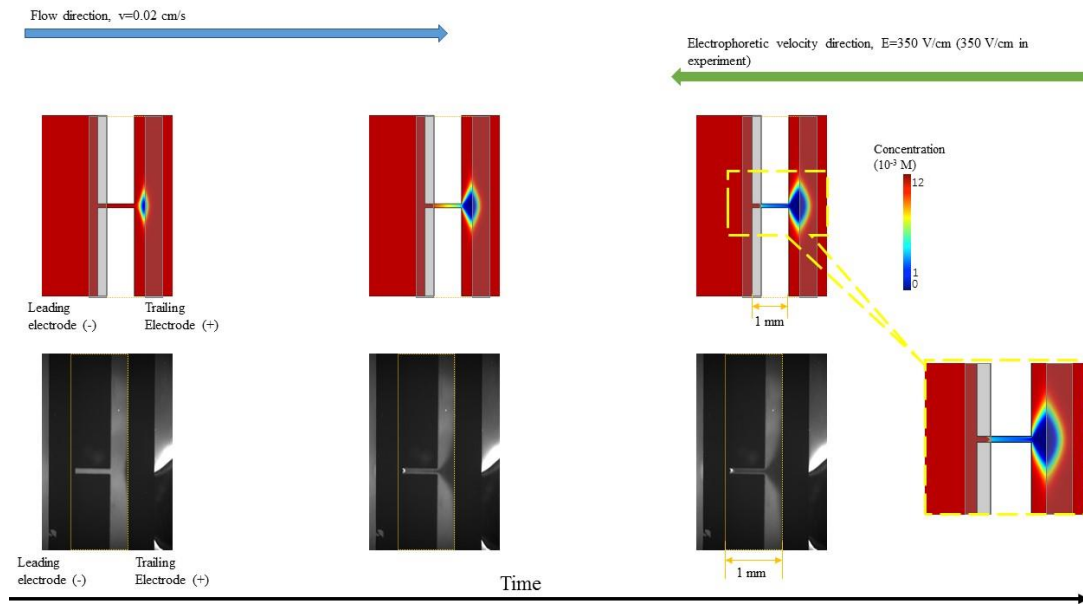 Flow direction, v=0.02 cm/s
Electrophoretic velocity direction, E=350 V/cm (350 V/cm in
experiment)
Concentration
(10⁻³ M)
12
1
0
Leading
electrode (-)
Trailing
Electrode (+)
1 mm
Leading
electrode (-)
Trailing
Electrode (+)
1 mm
Time